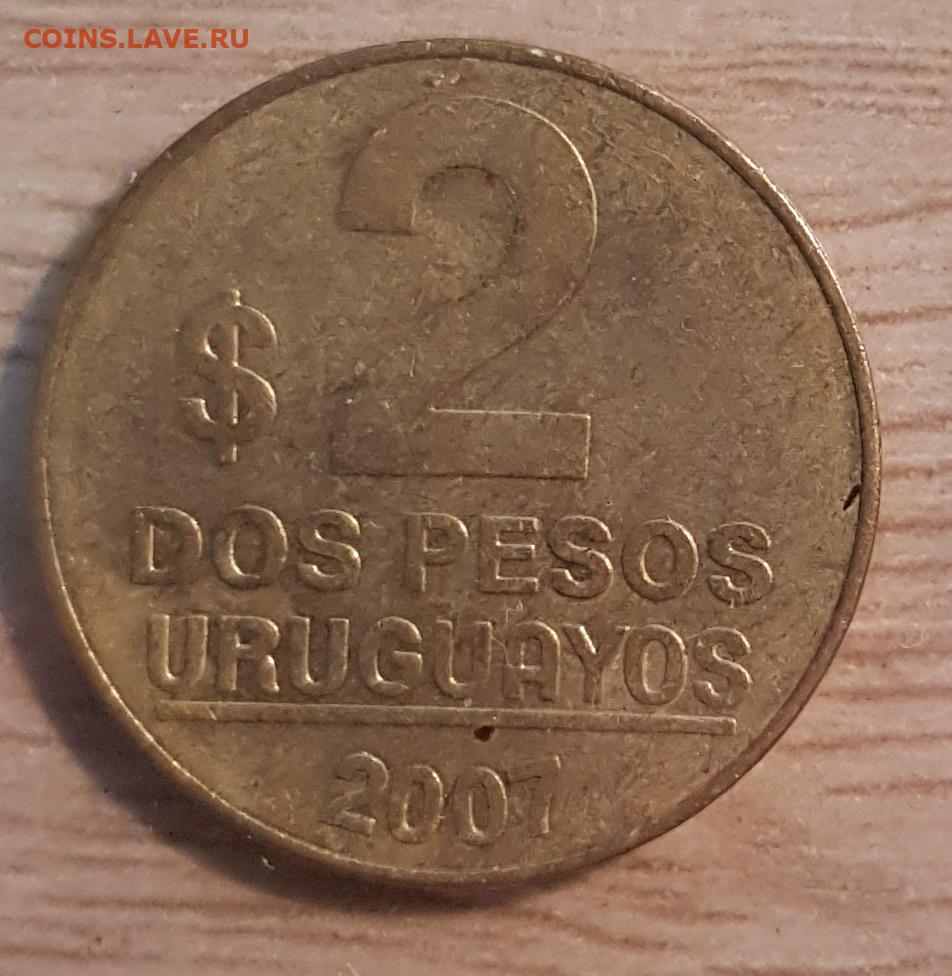 COINS.LAVE.RU
2
$
DOS PESOS
URUGUAYOS
2007